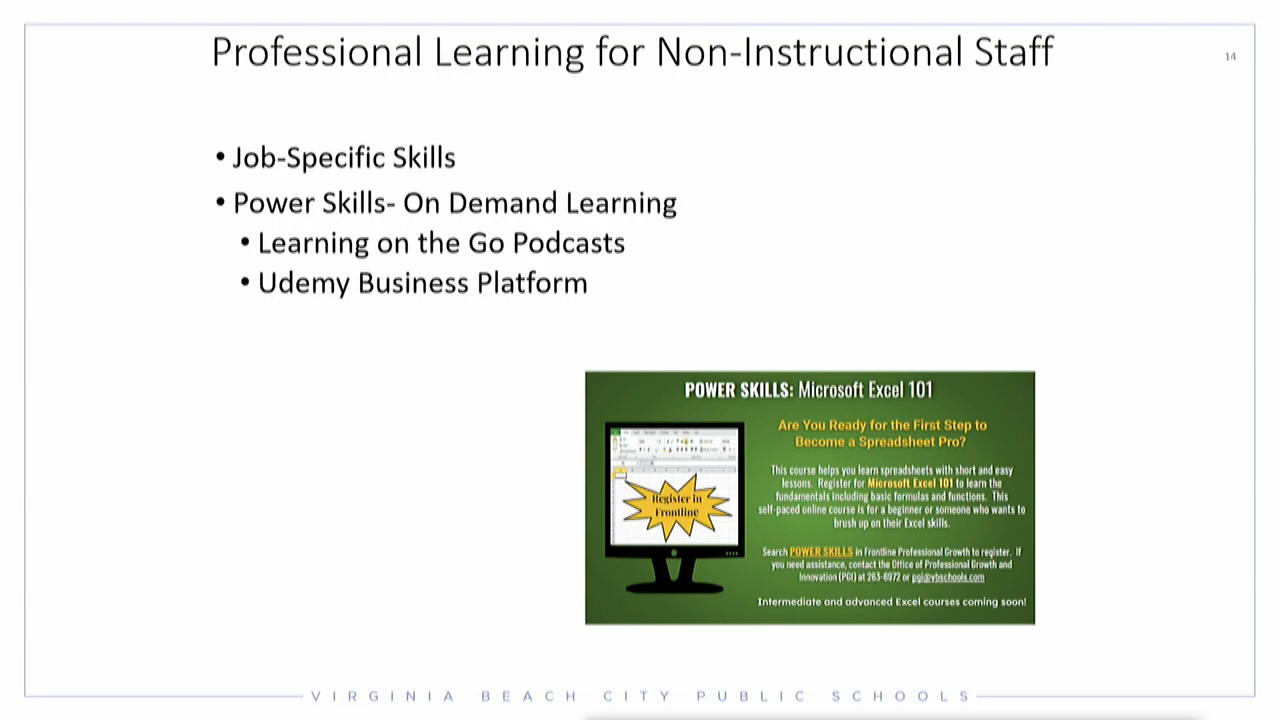 Professional Learning for Non-Instructional Staff
14
• Job-Specific Skills
• Power Skills- On Demand Learning
• Learning on the Go Podcasts
• Udemy Business Platform
POWER SKILLS: Microsoft Excel 101
Are You Ready for the First Step to
Become a Spreadsheet Pro?
Register in
Frontline
This course helps you learn spreadsheets with short and easy
lessons. Register for Microsoft Excel 101 to learn the
fundamentals including basic formulas and functions. This
self-paced online course is for a beginner or someone who wants to
brush up on their Excel skills.
Search POWER SKILLS in Frontline Professional Growth to register. If
you need assistance, contact the Office of Professional Growth and
Innovation (PGI) at 263-6972 or pgi@vbschools.com
Intermediate and advanced Excel courses coming soon!
VIRGINIA BEACH CITY PUBLIC SCHOOLS